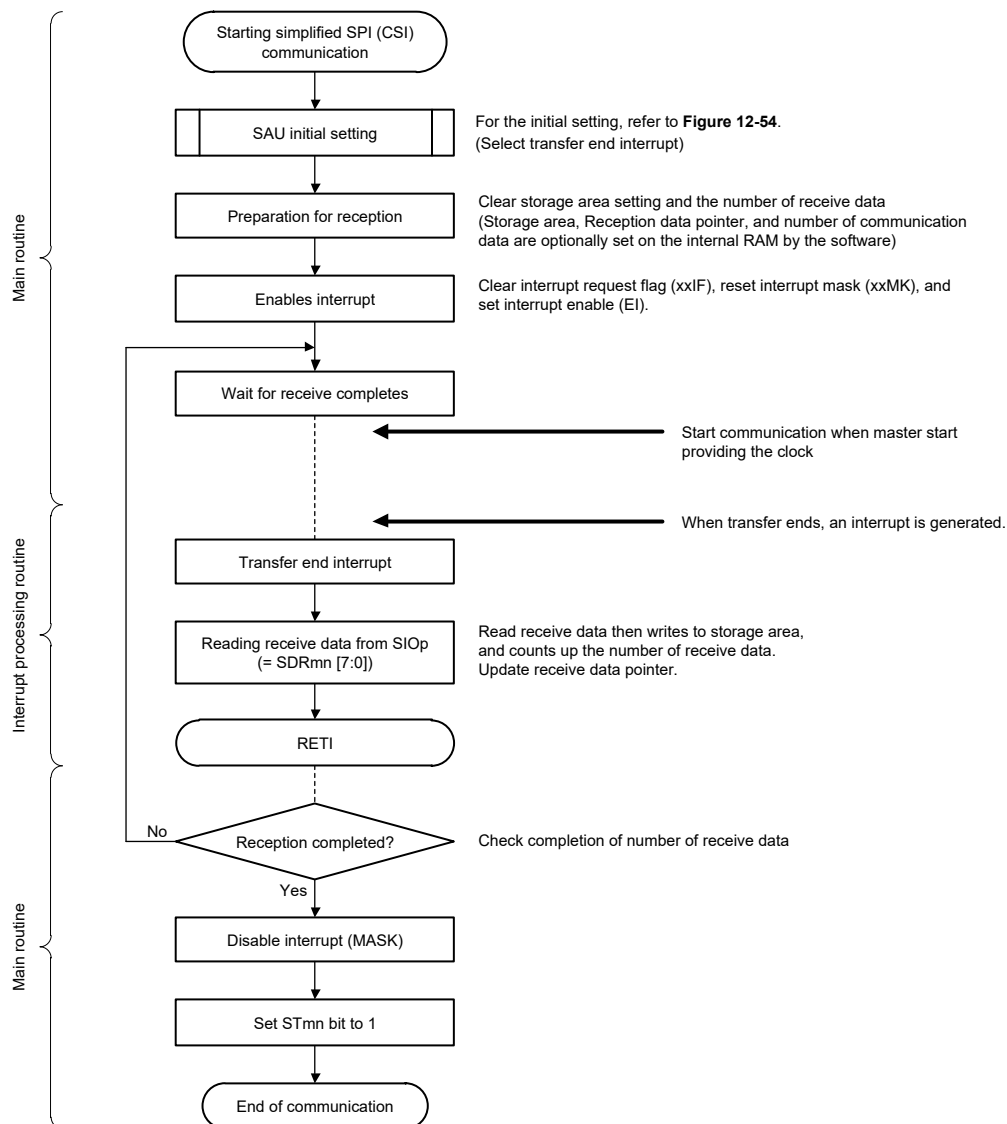 Starting simplified SPI (CSI)
communication
SAU initial setting
For the initial setting, refer to Figure 12-54.
(Select transfer end interrupt)
Preparation for reception
Clear storage area setting and the number of receive data
(Storage area, Reception data pointer, and number of communication
data are optionally set on the internal RAM by the software)
Main routine
Enables interrupt
Clear interrupt request flag (xxIF), reset interrupt mask (xxMK), and
set interrupt enable (EI).
Wait for receive completes
Start communication when master start
providing the clock
When transfer ends, an interrupt is generated.
Transfer end interrupt
Interrupt processing routine
Reading receive data from SIOp
(= SDRmn [7:0])
Read receive data then writes to storage area,
and counts up the number of receive data.
Update receive data pointer.
RETI
No
Reception completed?
Check completion of number of receive data
Yes
Main routine
Disable interrupt (MASK)
Set STmn bit to 1
End of communication